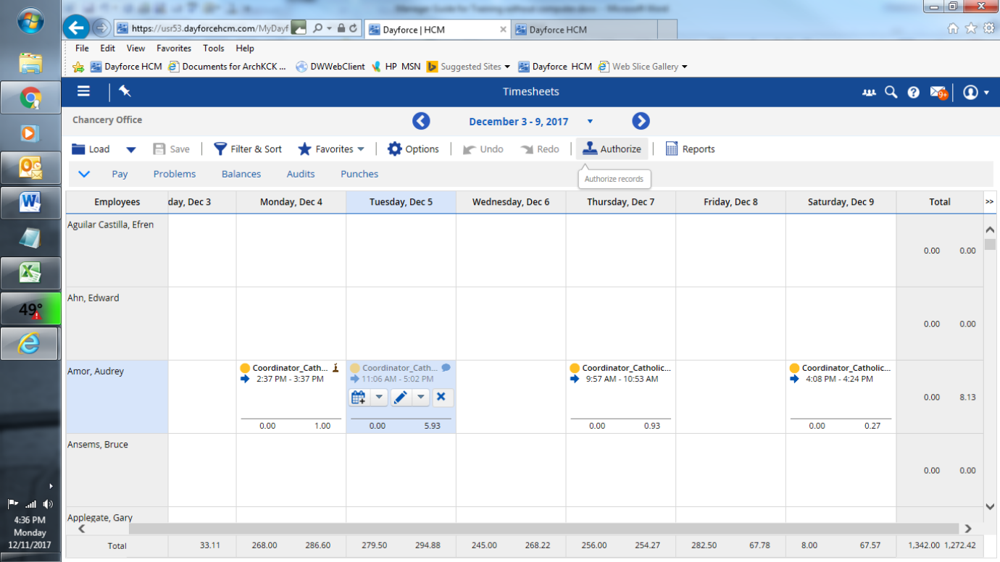 Manager Guide for Training without computer.docx - Microsoft Word
https://usr53.dayforcehcm.com/MyDayf
Dayforce | HCM
Dayforce HCM
File Edit View Favorites Tools Help
Dayforce HCM Documents for ArchKCK ... DWWebClient HP MSN Suggested Sites Dayforce HCM Web Slice Gallery
Timesheets
9+
Chancery Office
December 3 - 9, 2017
Load Save Filter & Sort Favorites Options Undo Redo Authorize Reports
Pay Problems Balances Audits Punches
Authorize records
Employees day, Dec 3 Monday, Dec 4 Tuesday, Dec 5 Wednesday, Dec 6 Thursday, Dec 7 Friday, Dec 8 Saturday, Dec 9 Total >>
Aguilar Castilla, Efren
0.00 0.00
Ahn, Edward
0.00 0.00
Amor, Audrey
Coordinator_Cath... Coordinator_Cath... Coordinator_Catholic... Coordinator_Catholic...
2:37 PM - 3:37 PM 11:06 AM - 5:02 PM 9:57 AM - 10:53 AM 4:08 PM - 4:24 PM
0.00 8.13
0.00 1.00 0.00 5.93 0.00 0.93 0.00 0.27
Ansems, Bruce
0.00 0.00
Applegate, Gary
Total 33.11 268.00 286.60 279.50 294.88 245.00 268.22 256.00 254.27 282.50 67.78 8.00 67.57 1,342.00 1,272.42
49°
4:36 PM
Monday
12/11/2017